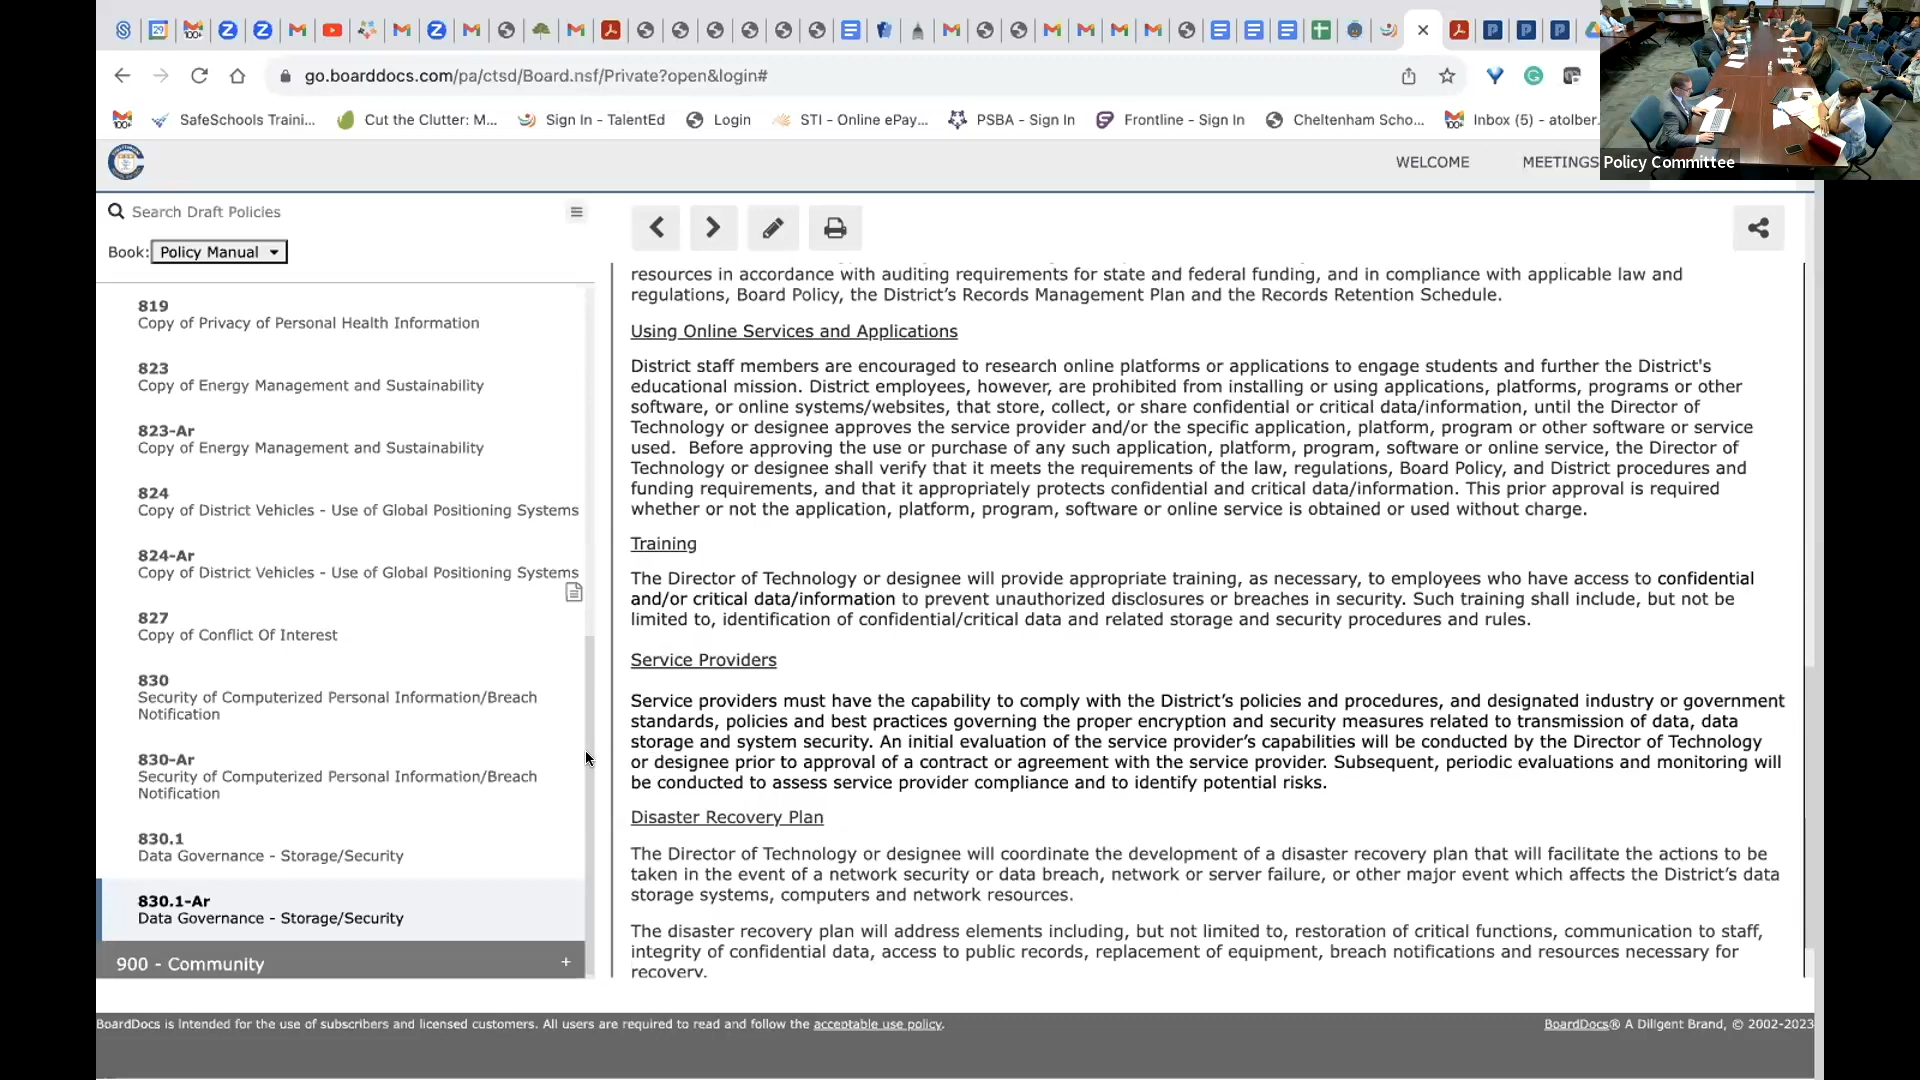 go.boarddocs.com/pa/ctsd/Board.nsf/Private?open&login#
SafeSchools Traini...
Cut the Clutter: M...
Sign In - TalentEd
Login
STI - Online ePay...
PSBA - Sign In
Frontline - Sign In
Cheltenham Scho...
Inbox (5) - atolber
Policy Committee
WELCOME
MEETINGS
Search Draft Policies
Book: Policy Manual
819
Copy of Privacy of Personal Health Information
823
Copy of Energy Management and Sustainability
823-Ar
Copy of Energy Management and Sustainability
824
Copy of District Vehicles - Use of Global Positioning Systems
824-Ar
Copy of District Vehicles - Use of Global Positioning Systems
827
Copy of Conflict Of Interest
830
Security of Computerized Personal Information/Breach
Notification
830-Ar
Security of Computerized Personal Information/Breach
Notification
830.1
Data Governance - Storage/Security
830.1-Ar
Data Governance - Storage/Security
900 - Community +
resources in accordance with auditing requirements for state and federal funding, and in compliance with applicable law and
regulations, Board Policy, the District's Records Management Plan and the Records Retention Schedule.
Using Online Services and Applications
District staff members are encouraged to research online platforms or applications to engage students and further the District's
educational mission. District employees, however, are prohibited from installing or using applications, platforms, programs or other
software, or online systems/websites, that store, collect, or share confidential or critical data/information, until the Director of
Technology or designee approves the service provider and/or the specific application, platform, program or other software or service
used. Before approving the use or purchase of any such application, platform, program, software or online service, the Director of
Technology or designee shall verify that it meets the requirements of the law, regulations, Board Policy, and District procedures and
funding requirements, and that it appropriately protects confidential and critical data/information. This prior approval is required
whether or not the application, platform, program, software or online service is obtained or used without charge.
Training
The Director of Technology or designee will provide appropriate training, as necessary, to employees who have access to confidential
and/or critical data/information to prevent unauthorized disclosures or breaches in security. Such training shall include, but not be
limited to, identification of confidential/critical data and related storage and security procedures and rules.
Service Providers
Service providers must have the capability to comply with the District's policies and procedures, and designated industry or government
standards, policies and best practices governing the proper encryption and security measures related to transmission of data, data
storage and system security. An initial evaluation of the service provider's capabilities will be conducted by the Director of Technology
or designee prior to approval of a contract or agreement with the service provider. Subsequent, periodic evaluations and monitoring will
be conducted to assess service provider compliance and to identify potential risks.
Disaster Recovery Plan
The Director of Technology or designee will coordinate the development of a disaster recovery plan that will facilitate the actions to be
taken in the event of a network security or data breach, network or server failure, or other major event which affects the District's data
storage systems, computers and network resources.
The disaster recovery plan will address elements including, but not limited to, restoration of critical functions, communication to staff,
integrity of confidential data, access to public records, replacement of equipment, breach notifications and resources necessary for
recovery.
BoardDocs is intended for the use of subscribers and licensed customers. All users are required to read and follow the acceptable use policy.
BoardDocs® A Diligent Brand, © 2002-2023